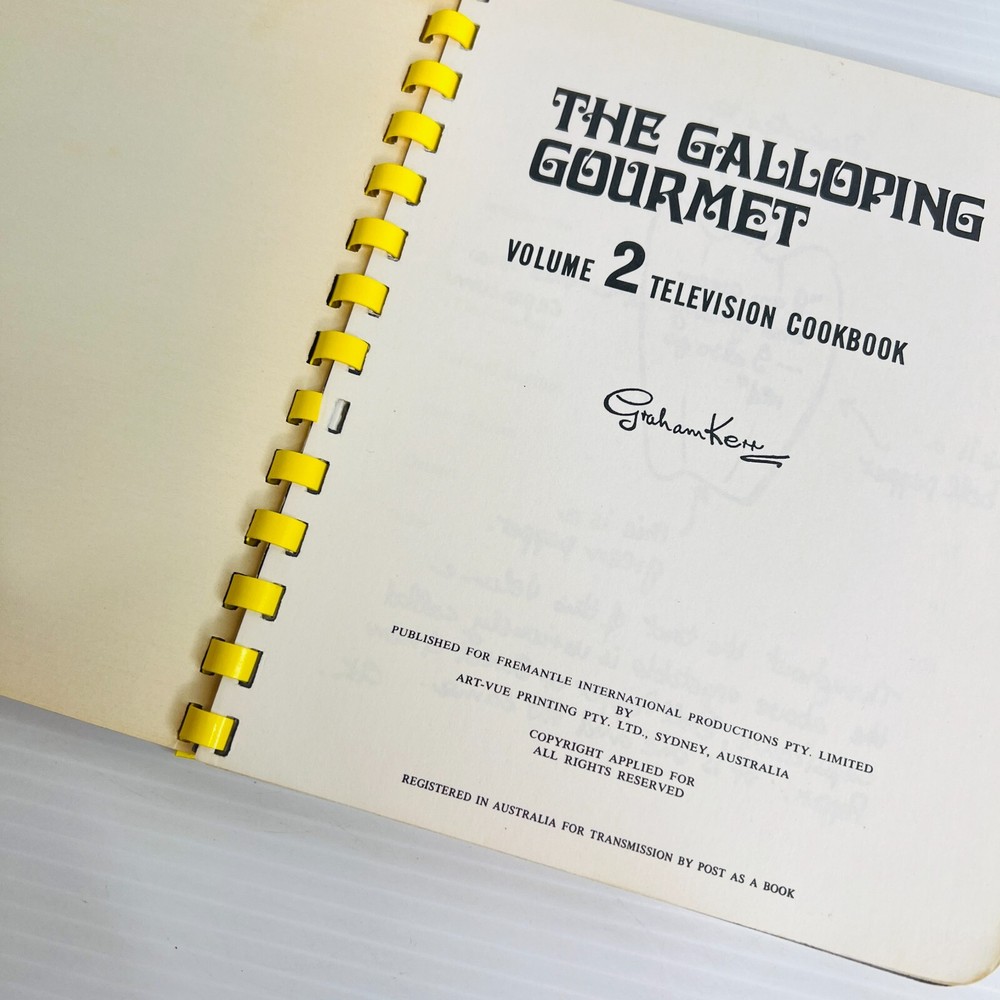 THE GALLOPING
GOURMET
VOLUME 2 TELEVISION COOKBOOK
Graham Kerr
PUBLISHED FOR FREMANTLE INTERNATIONAL PRODUCTIONS PTY. LIMITED
BY
ART-VUE PRINTING PTY. LTD., SYDNEY, AUSTRALIA
COPYRIGHT APPLIED FOR
ALL RIGHTS RESERVED
REGISTERED IN AUSTRALIA FOR TRANSMISSION BY POST AS A BOOK